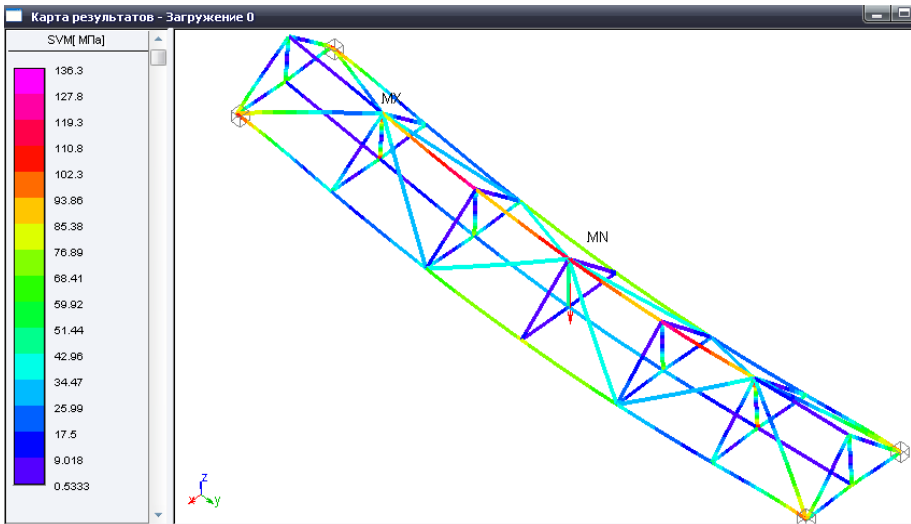 Карта результатов - Загружение 0
SVM[ МПа]
136.3
127.8
119.3
110.8
102.3
93.86
85.38
76.89
68.41
59.92
51.44
42.96
34.47
25.99
17.5
9.018
0.5333
MX
MN
z
x
y